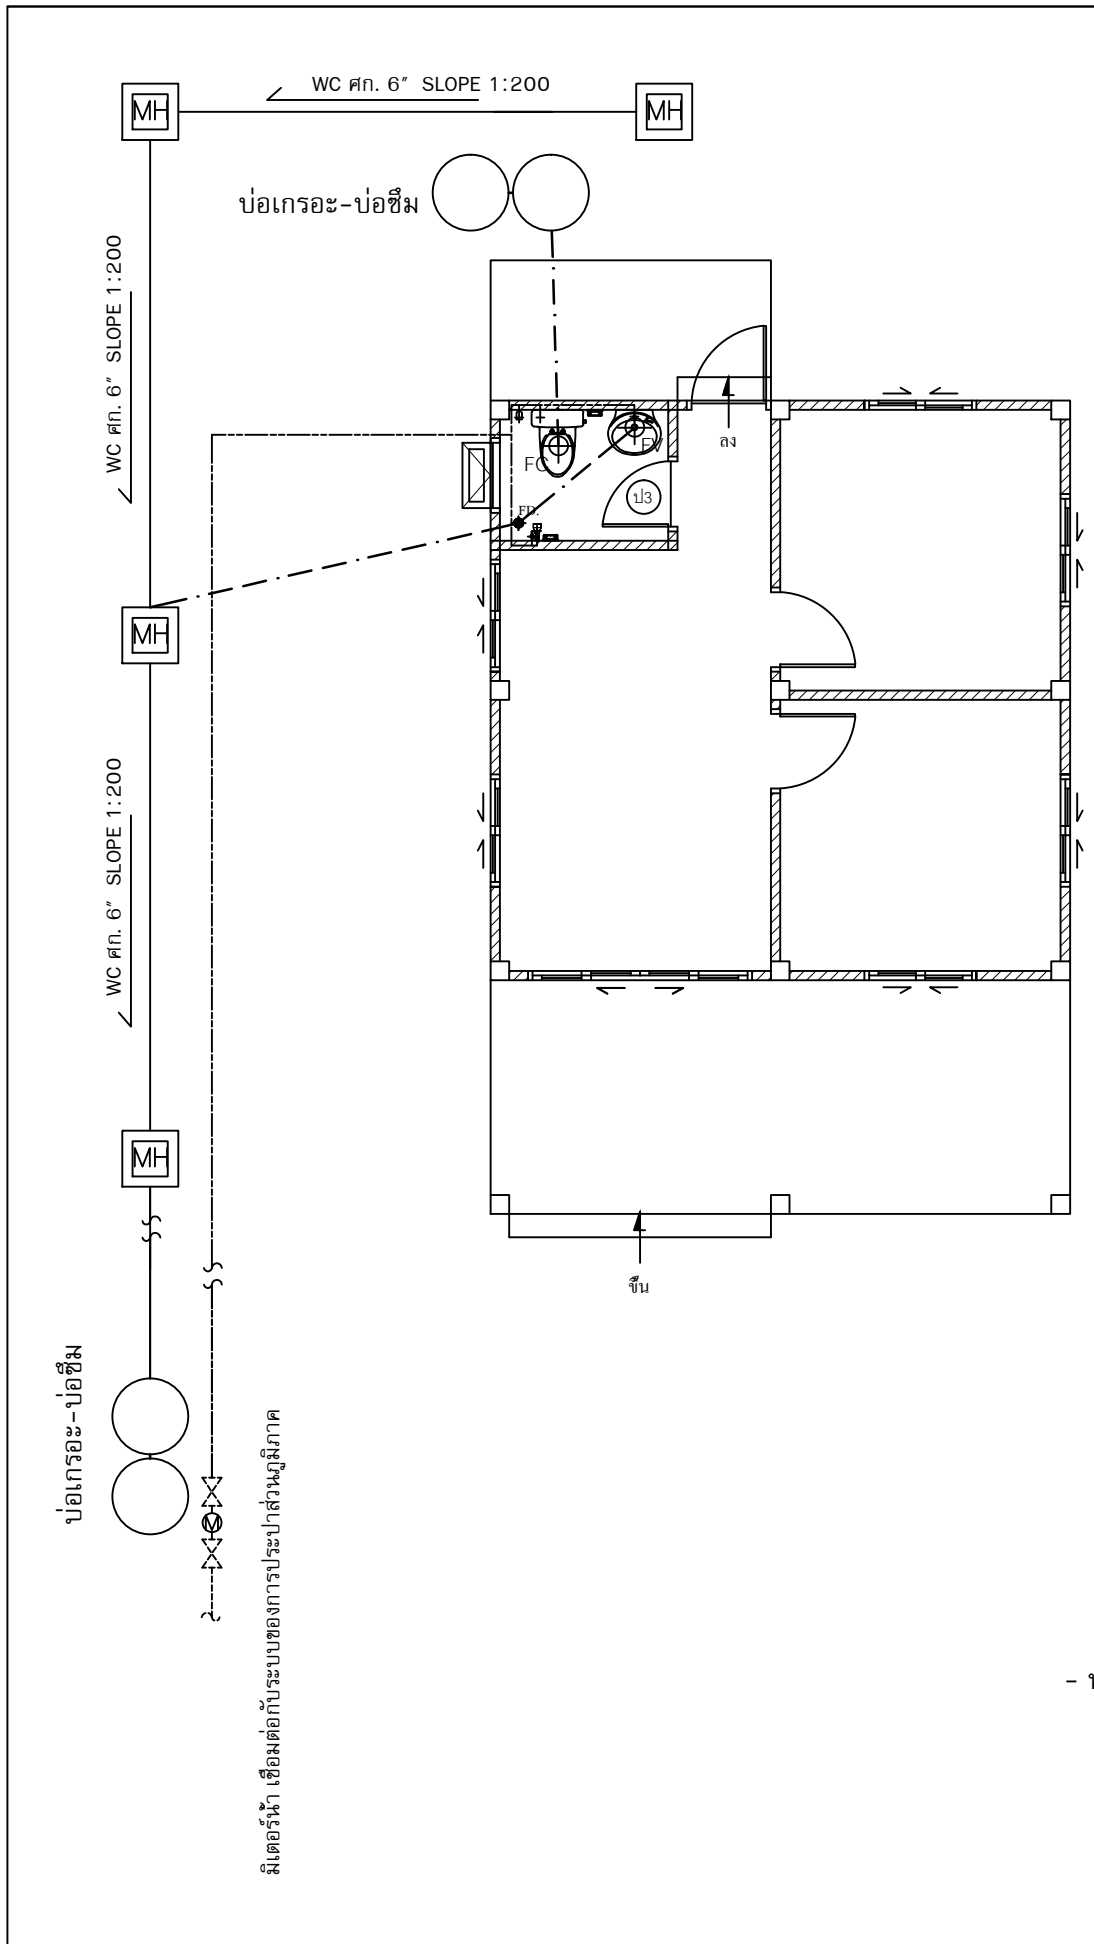 WC ศก. 6" SLOPE 1:200
MH
MH
บ่อเกรอะ-บ่อซึม
WC ศก. 6" SLOPE 1:200
ลง
FV
FC
ป3
FD.
MH
WC ศก. 6" SLOPE 1:200
MH
ขึ้น
บ่อเกรอะ-บ่อซึม
M
มิเตอร์น้ำ เชื่อมต่อกับระบบของการประปาส่วนภูมิภาค
-